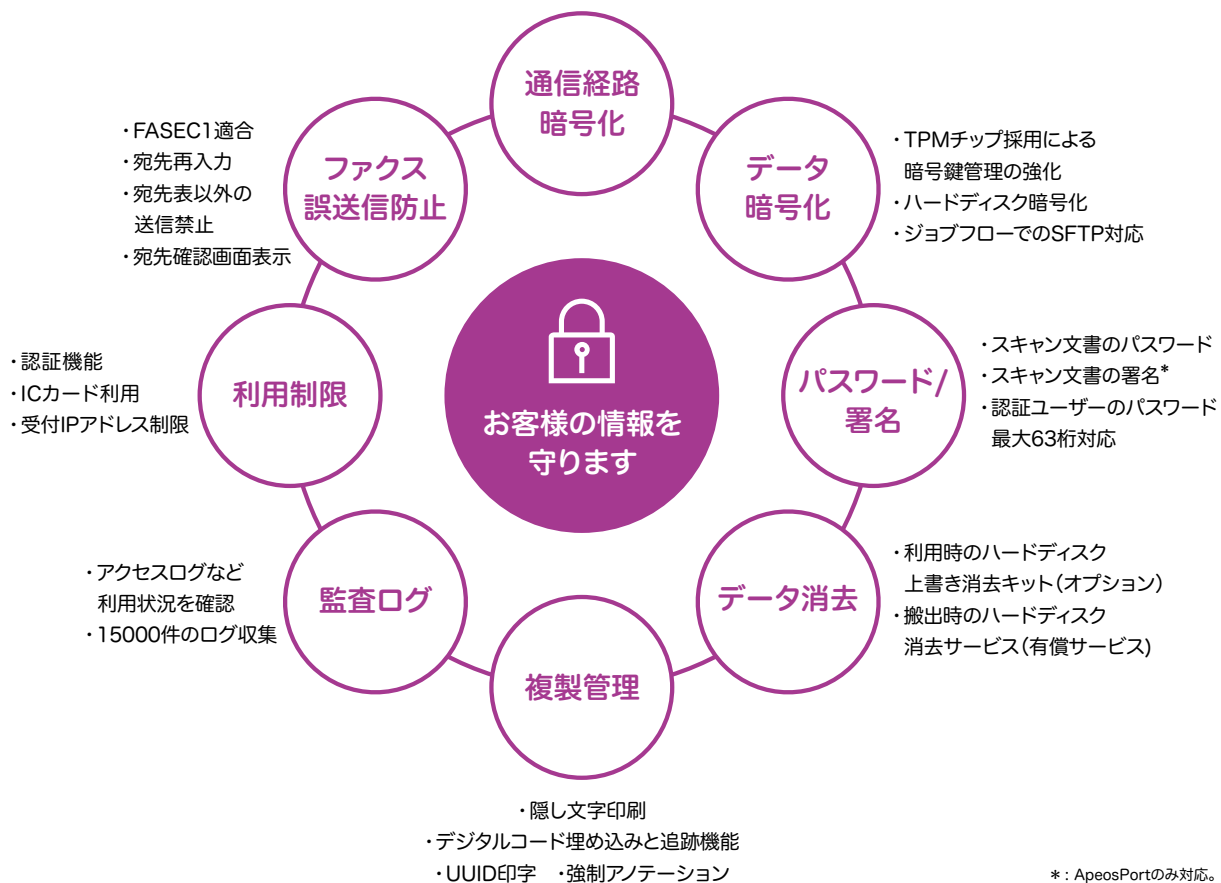 通信経路
暗号化
データ
暗号化
・TPMチップ採用による
暗号鍵管理の強化
・ハードディスク暗号化
・ジョブフローでのSFTP対応
パスワード/
署名
・スキャン文書のパスワード
・スキャン文書の署名*
・認証ユーザーのパスワード
最大63桁対応
データ消去
・利用時のハードディスク
上書き消去キット(オプション)
・搬出時のハードディスク
消去サービス(有償サービス)
複製管理
・隠し文字印刷
・デジタルコード埋め込みと追跡機能
・UUID印字 ・強制アノテーション
監査ログ
・アクセスログなど
利用状況を確認
・15000件のログ収集
利用制限
・認証機能
・ICカード利用
・受付IPアドレス制限
ファクス
誤送信防止
・FASEC1適合
・宛先再入力
・宛先表以外の
送信禁止
・宛先確認画面表示
お客様の情報を
守ります
*: ApeosPortのみ対応。